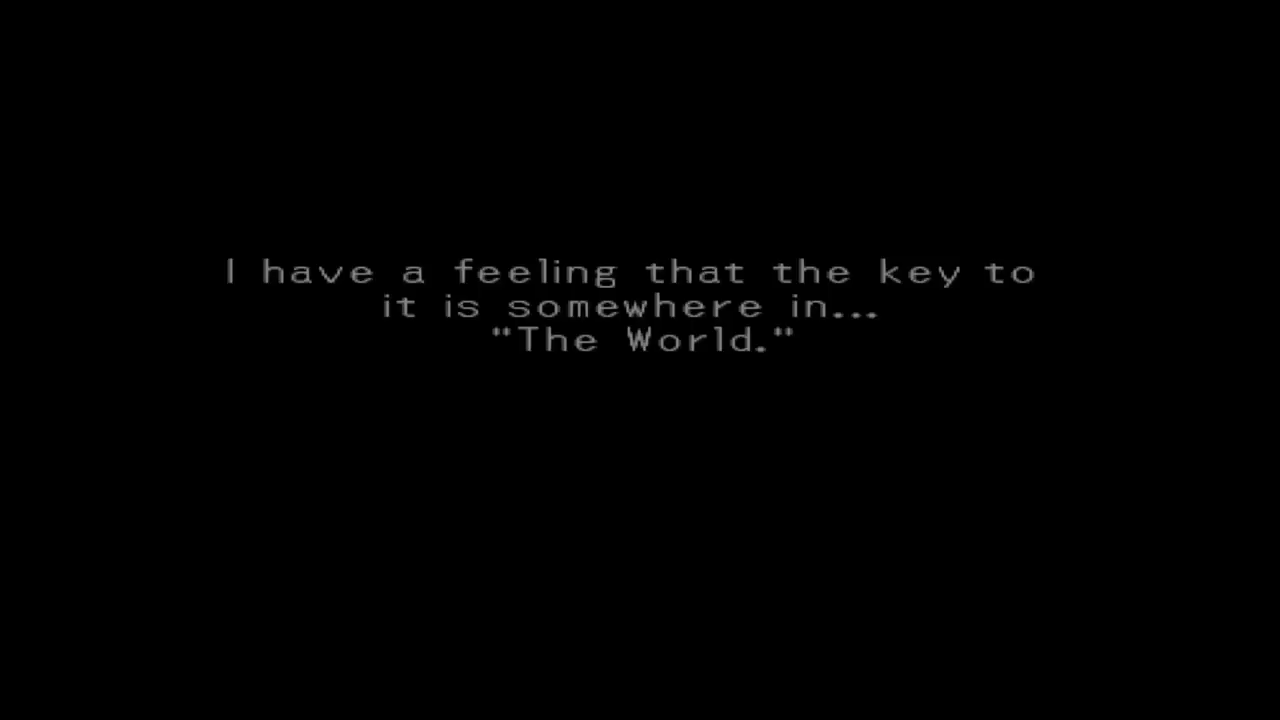 I have a feeling that the key to
it is somewhere in...
"The World."